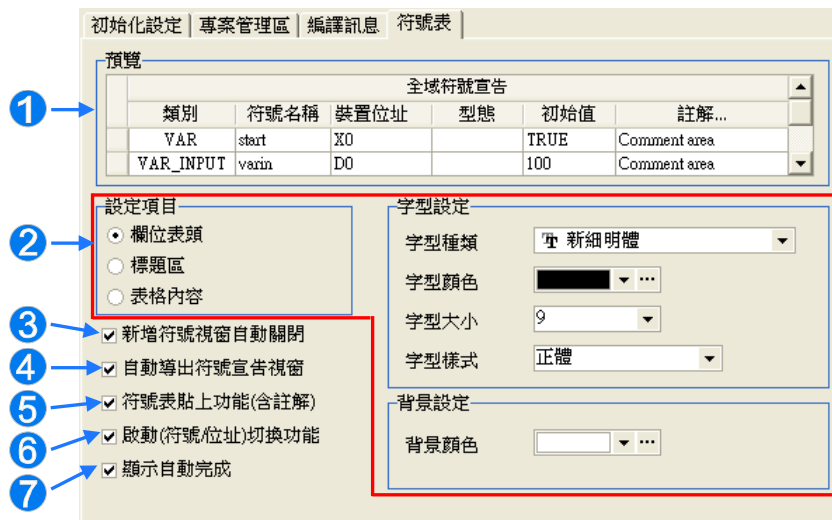 初始化設定 專案管理區 編譯訊息 符號表
預覽
全域符號宣告
類別 符號名稱 裝置位址 型態 初始值 註解...
VAR start X0 TRUE Comment area
VAR_INPUT varin D0 100 Comment area
1
設定項目
2
欄位表頭
標題區
表格內容
3 新增符號視窗自動關閉
4 自動導出符號宣告視窗
5 符號表貼上功能(含註解)
6 啟動(符號/位址)切換功能
7 顯示自動完成
字型設定
字型種類 新細明體
字型顏色 ...
字型大小 9
字型樣式 正體
背景設定
背景顏色 ...